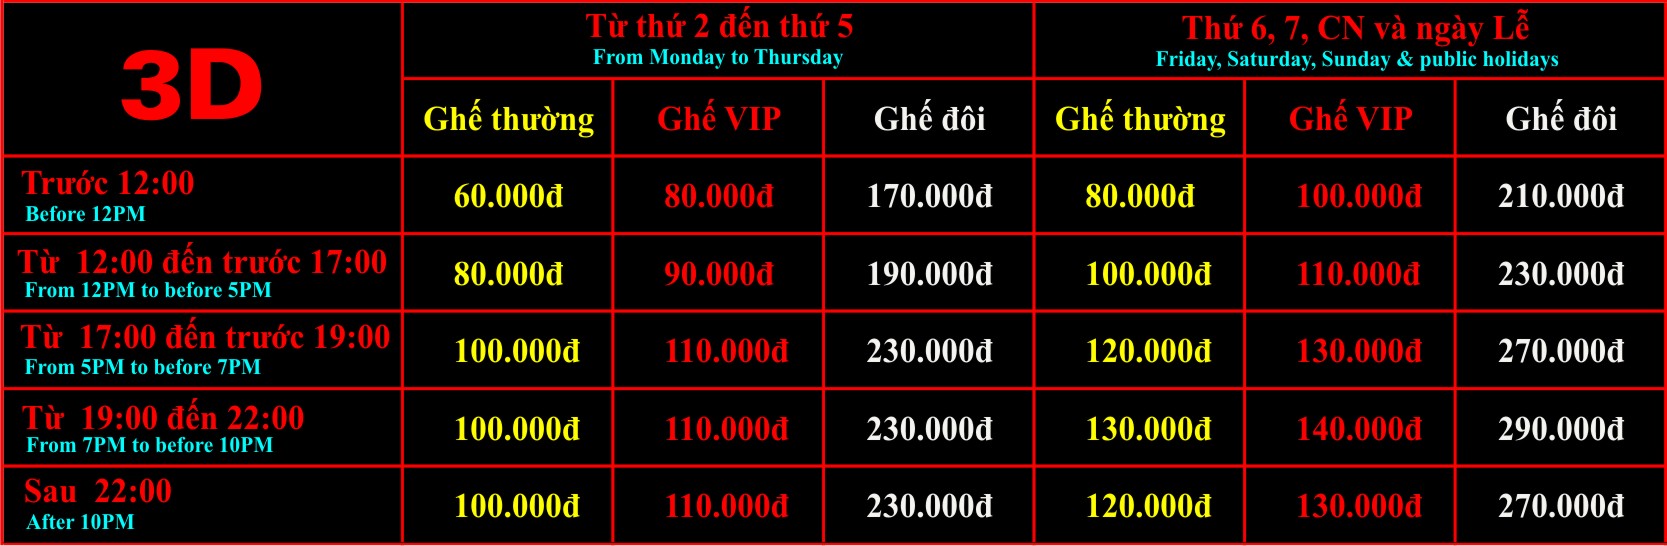 3D
Từ thứ 2 đến thứ 5
From Monday to Thursday
Thứ 6, 7, CN và ngày Lễ
Friday, Saturday, Sunday & public holidays
Ghế thường Ghế VIP Ghế đôi Ghế thường Ghế VIP Ghế đôi
Trước 12:00
Before 12PM
60.000đ 80.000đ 170.000đ 80.000đ 100.000đ 210.000đ
Từ 12:00 đến trước 17:00
From 12PM to before 5PM
80.000đ 90.000đ 190.000đ 100.000đ 110.000đ 230.000đ
Từ 17:00 đến trước 19:00
From 5PM to before 7PM
100.000đ 110.000đ 230.000đ 120.000đ 130.000đ 270.000đ
Từ 19:00 đến 22:00
From 7PM to before 10PM
100.000đ 110.000đ 230.000đ 130.000đ 140.000đ 290.000đ
Sau 22:00
After 10PM
100.000đ 110.000đ 230.000đ 120.000đ 130.000đ 270.000đ